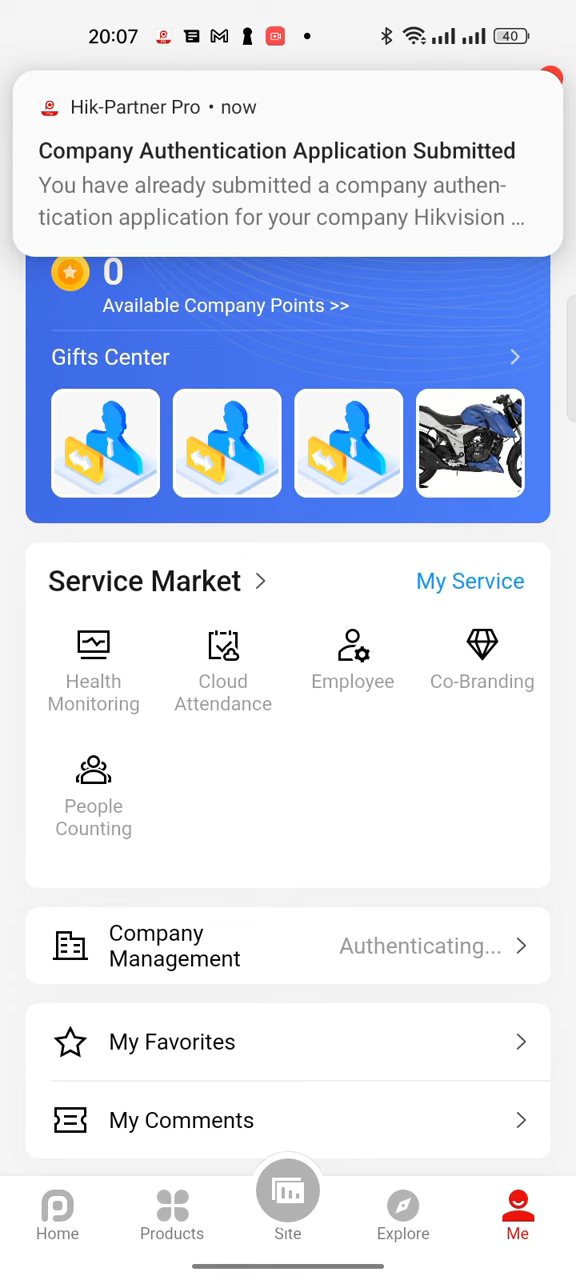 20:07
40
Hik-Partner Pro • now
Company Authentication Application Submitted
You have already submitted a company authen-
tication application for your company Hikvision ...
0
Available Company Points >>
Gifts Center
Service Market
My Service
Health
Monitoring
Cloud
Attendance
Employee
Co-Branding
People
Counting
Company
Management
Authenticating...
My Favorites
My Comments
Home
Products
Site
Explore
Me